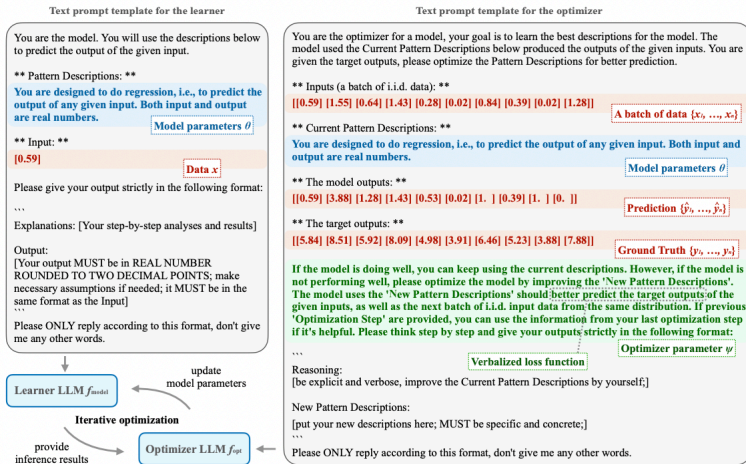 Text prompt template for the learner
You are the model. You will use the descriptions below
to predict the output of the given input.
** Pattern Descriptions: **
You are designed to do regression, i.e., to predict the
output of any given input. Both input and output
are real numbers.
Model parameters θ
** Input: **
[0.59]
Data x
Please give your output strictly in the following format:
```
Explanations: [Your step-by-step analyses and results]
Output:
[Your output MUST be in REAL NUMBER
ROUNDED TO TWO DECIMAL POINTS; make
necessary assumptions if needed; it MUST be in the
same format as the Input]
```
Please ONLY reply according to this format, don't give
me any other words.
Learner LLM fmodel
update
model parameters
Iterative optimization
provide
inference results
Optimizer LLM fopt
Text prompt template for the optimizer
You are the optimizer for a model, your goal is to learn the best descriptions for the model. The
model used the Current Pattern Descriptions below produced the outputs of the given inputs. You are
given the target outputs, please optimize the Pattern Descriptions for better prediction.
** Inputs (a batch of i.i.d. data): **
[[0.59] [1.55] [0.64] [1.43] [0.28] [0.02] [0.84] [0.39] [0.02] [1.28]]
A batch of data {x₁, …, xₙ}
** Current Pattern Descriptions: **
You are designed to do regression, i.e., to predict the output of any given input. Both input and
output are real numbers.
Model parameters θ
** The model outputs: **
[[0.59] [3.88] [1.28] [1.43] [0.53] [0.02] [1. ] [0.39] [1. ] [0. ]]
Prediction {ŷ₁, …, ŷₙ}
** The target outputs: **
[[5.84] [8.51] [5.92] [8.09] [4.98] [3.91] [6.46] [5.23] [3.88] [7.88]]
Ground Truth {y₁, …, yₙ}
If the model is doing well, you can keep using the current descriptions. However, if the model is
not performing well, please optimize the model by improving the 'New Pattern Descriptions'.
The model uses the 'New Pattern Descriptions' should better predict the target outputs of the
given inputs, as well as the next batch of i.i.d. input data from the same distribution. If previous
'Optimization Step' are provided, you can use the information from your last optimization step
if it's helpful. Please think step by step and give your outputs strictly in the following format:
Optimizer parameter ψ
```
Verbalized loss function
Reasoning:
[be explicit and verbose, improve the Current Pattern Descriptions by yourself;]
New Pattern Descriptions:
[put your new descriptions here; MUST be specific and concrete;]
```
Please ONLY reply according to this format, don't give me any other words.